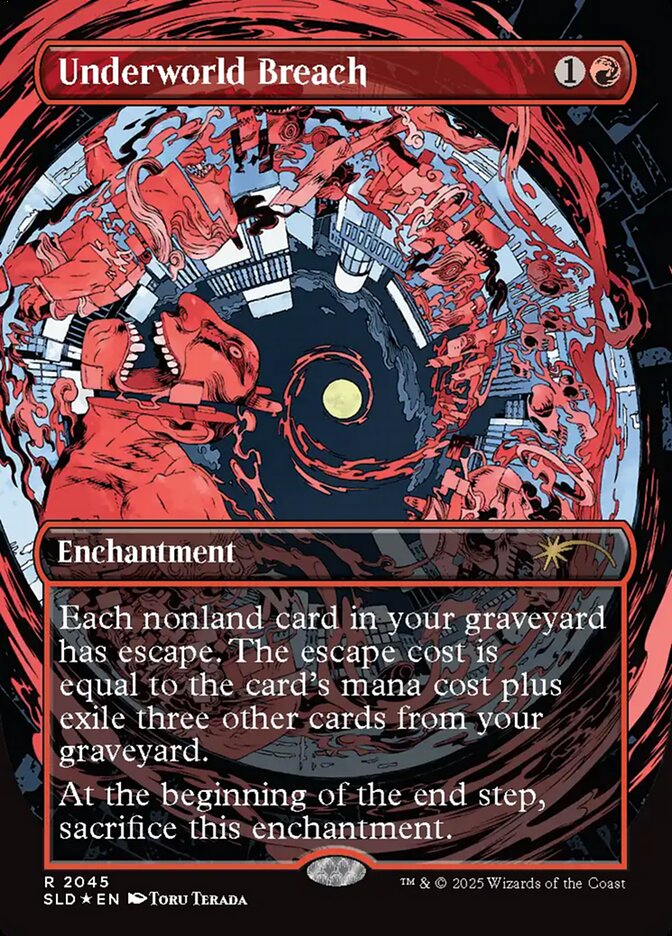 Underworld Breach 1
Enchantment
Each nonland card in your graveyard
has escape. The escape cost is
equal to the card's mana cost plus
exile three other cards from your
graveyard.
At the beginning of the end step,
sacrifice this enchantment.
R 2045
SLD ★ EN Toru Terada
™ & © 2025 Wizards of the Coast